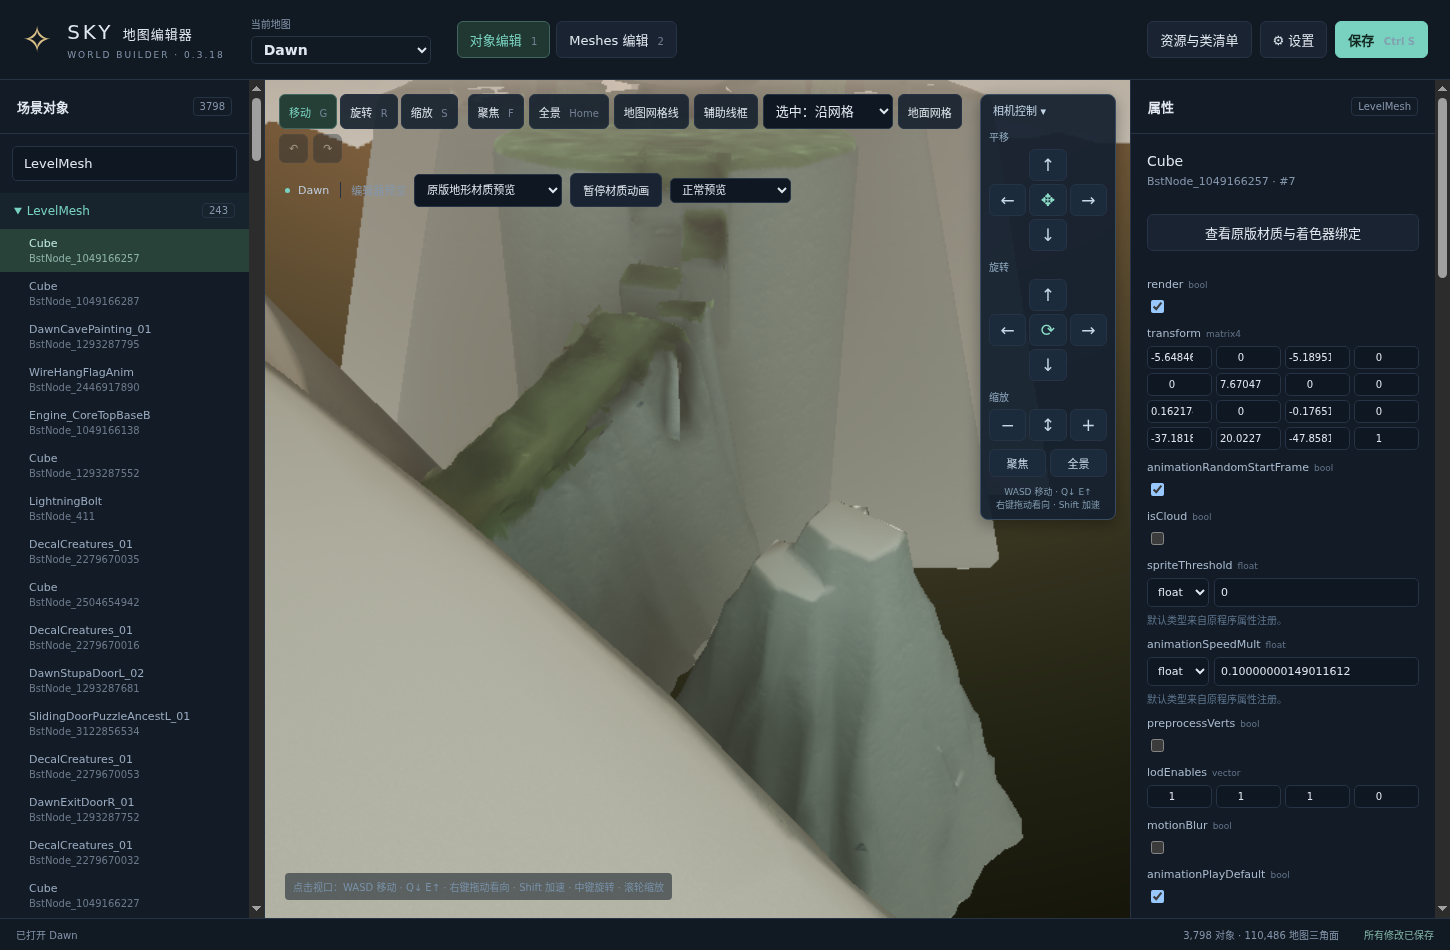 SKY 地图编辑器
WORLD BUILDER · 0.3.18
当前地图
Dawn
对象编辑 1
Meshes 编辑 2
资源与类清单
⚙ 设置
保存 Ctrl S
场景对象 3798
LevelMesh
▼ LevelMesh 243
Cube
BstNode_1049166257
Cube
BstNode_1049166287
DawnCavePainting_01
BstNode_1293287795
WireHangFlagAnim
BstNode_2446917890
Engine_CoreTopBaseB
BstNode_1049166138
Cube
BstNode_1293287552
LightningBolt
BstNode_411
DecalCreatures_01
BstNode_2279670035
Cube
BstNode_2504654942
DecalCreatures_01
BstNode_2279670016
DawnStupaDoorL_02
BstNode_1293287681
SlidingDoorPuzzleAncestL_01
BstNode_3122856534
DecalCreatures_01
BstNode_2279670053
DawnExitDoorR_01
BstNode_1293287752
DecalCreatures_01
BstNode_2279670032
Cube
BstNode_1049166227
移动 G
旋转 R
缩放 S
聚焦 F
全景 Home
地图网格线
辅助线框
选中：沿网格
地面网格
↶ ↷
Dawn
原版地形材质预览
暂停材质动画
正常预览
相机控制 ▾
平移
↑
← ✥ →
↓
旋转
↑
← ⟳ →
↓
缩放
− ↕ +
聚焦 全景
WASD 移动 · Q↓ E↑
右键拖动看向 · Shift 加速
点击视口：WASD 移动 · Q↓ E↑ · 右键拖动看向 · Shift 加速 · 中键旋转 · 滚轮缩放
属性 LevelMesh
Cube
BstNode_1049166257 · #7
查看原版材质与着色器绑定
render bool
transform matrix4
-5.64846 0 -5.18951 0
0 7.67047 0 0
0.16217 0 -0.17651 0
-37.1818 20.0227 -47.8581 1
animationRandomStartFrame bool
isCloud bool
spriteThreshold float
float 0
默认类型来自原程序属性注册。
animationSpeedMult float
float 0.10000000149011612
默认类型来自原程序属性注册。
preprocessVerts bool
lodEnables vector
1 1 1 0
motionBlur bool
animationPlayDefault bool
已打开 Dawn
3,798 对象 · 110,486 地图三角面
所有修改已保存